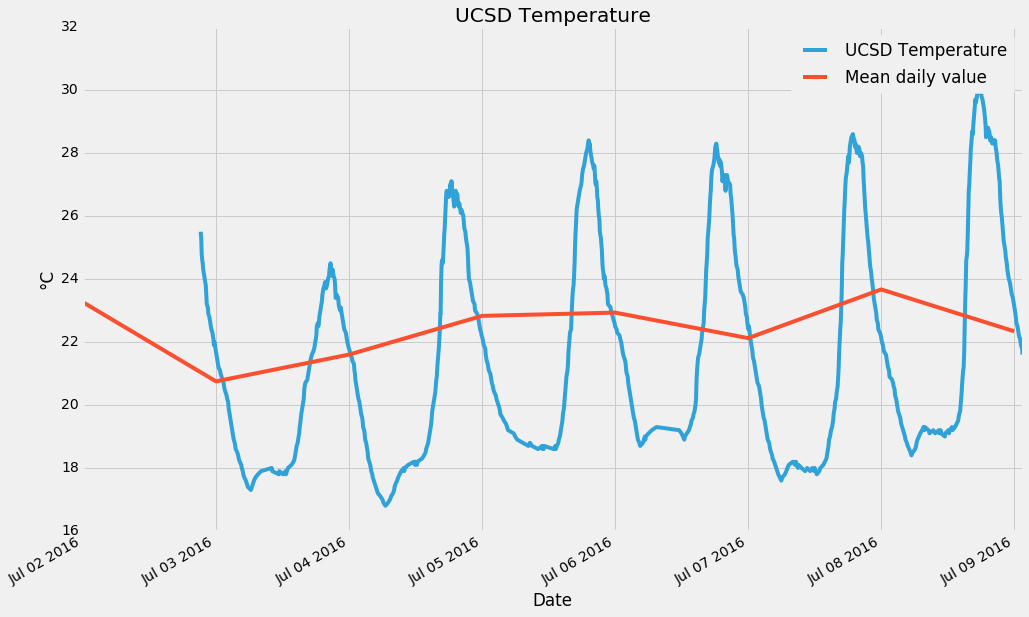 UCSD Temperature
32
30
28
26
24
22
20
18
16
°C
UCSD Temperature
Mean daily value
Jul 02 2016
Jul 03 2016
Jul 04 2016
Jul 05 2016
Jul 06 2016
Jul 07 2016
Jul 08 2016
Jul 09 2016
Date